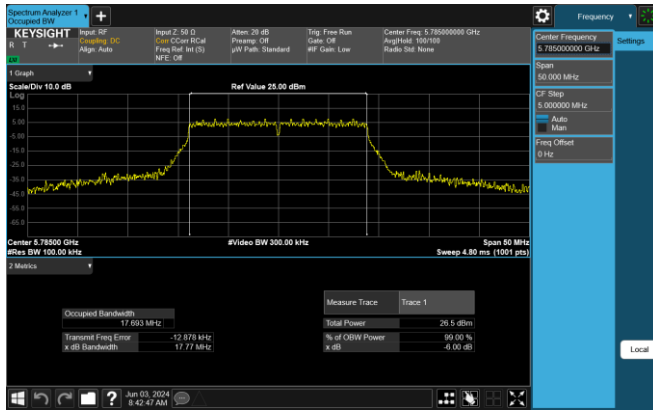 Spectrum Analyzer 1
Occupied BW
Frequency
KEYSIGHT
R T
Input: RF
Coupling: DC
Align: Auto
Input Z: 50 Ω
Corr CCorr RCal
Freq Ref: Int (S)
NFE: Off
Atten: 20 dB
Preamp: Off
µW Path: Standard
Trig: Free Run
Gate: Off
#IF Gain: Low
Center Freq: 5.785000000 GHz
Avg|Hold: 100/100
Radio Std: None
Center Frequency
5.785000000 GHz
Settings
Span
50.000 MHz
CF Step
5.000000 MHz
Auto
Man
Freq Offset
0 Hz
1 Graph
Scale/Div 10.0 dB
Ref Value 25.00 dBm
Log
15.0
5.00
-5.00
-15.0
-25.0
-35.0
-45.0
-55.0
-65.0
Center 5.78500 GHz
#Video BW 300.00 kHz
Span 50 MHz
#Res BW 100.00 kHz
Sweep 4.80 ms (1001 pts)
2 Metrics
Measure Trace
Trace 1
Occupied Bandwidth
17.693 MHz
Total Power
26.5 dBm
Transmit Freq Error
-12.878 kHz
% of OBW Power
99.00 %
x dB Bandwidth
17.77 MHz
x dB
-6.00 dB
Local
?
Jun 03, 2024
8:42:47 AM